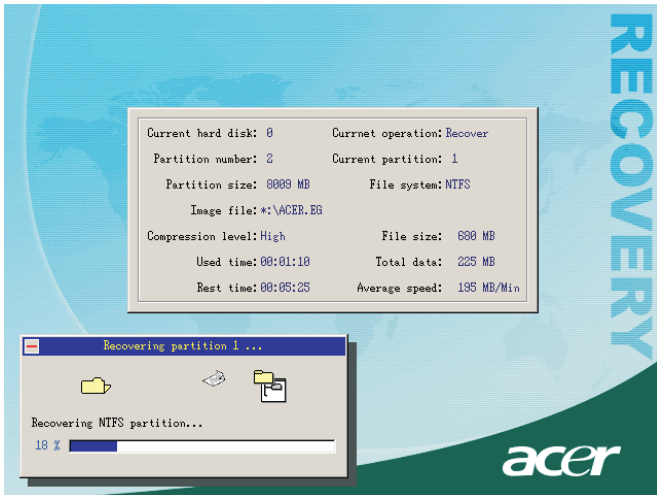 RECOVERY
Current hard disk: 0 Currnet operation: Recover
Partition number: 2 Current partition: 1
Partition size: 8009 MB File system: NTFS
Image file: *:\ACER.EG
Compression level: High File size: 680 MB
Used time: 00:01:10 Total data: 225 MB
Rest time: 00:05:25 Average speed: 195 MB/Min
Recovering partition 1 ...
Recovering NTFS partition...
18 %
acer